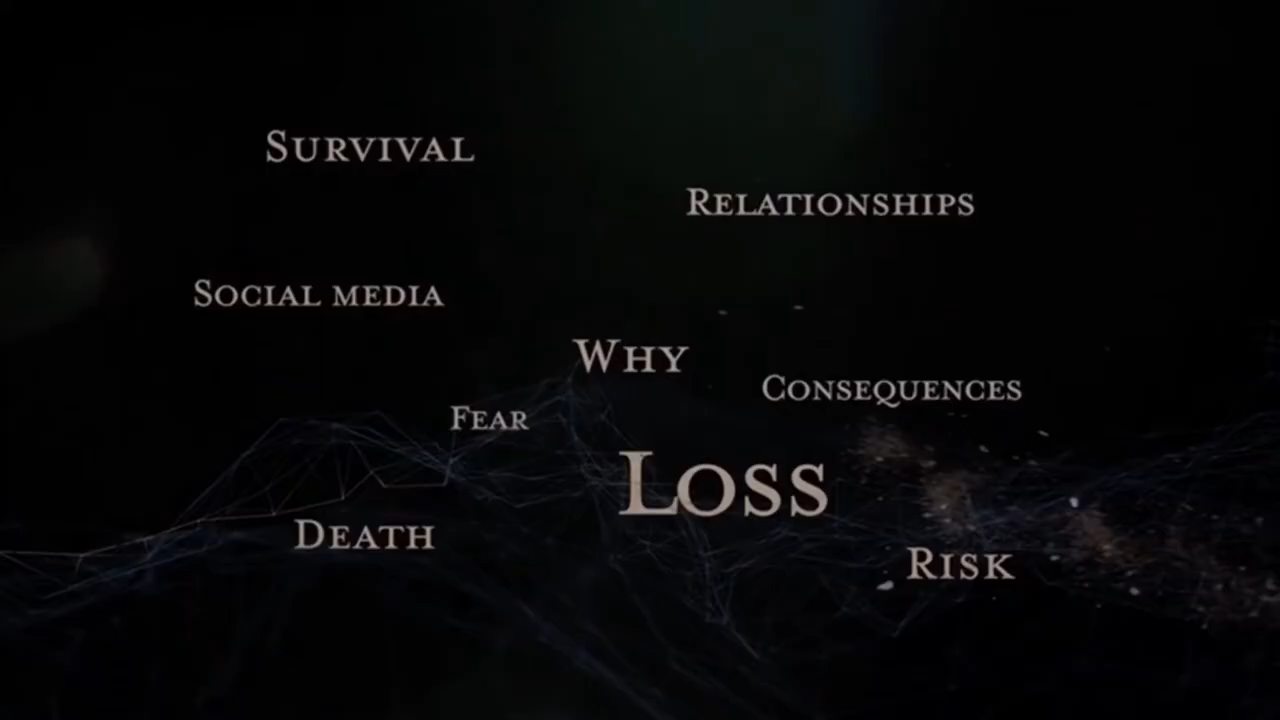 Survival
Relationships
Social media
Why
Consequences
Fear
Loss
Death
Risk